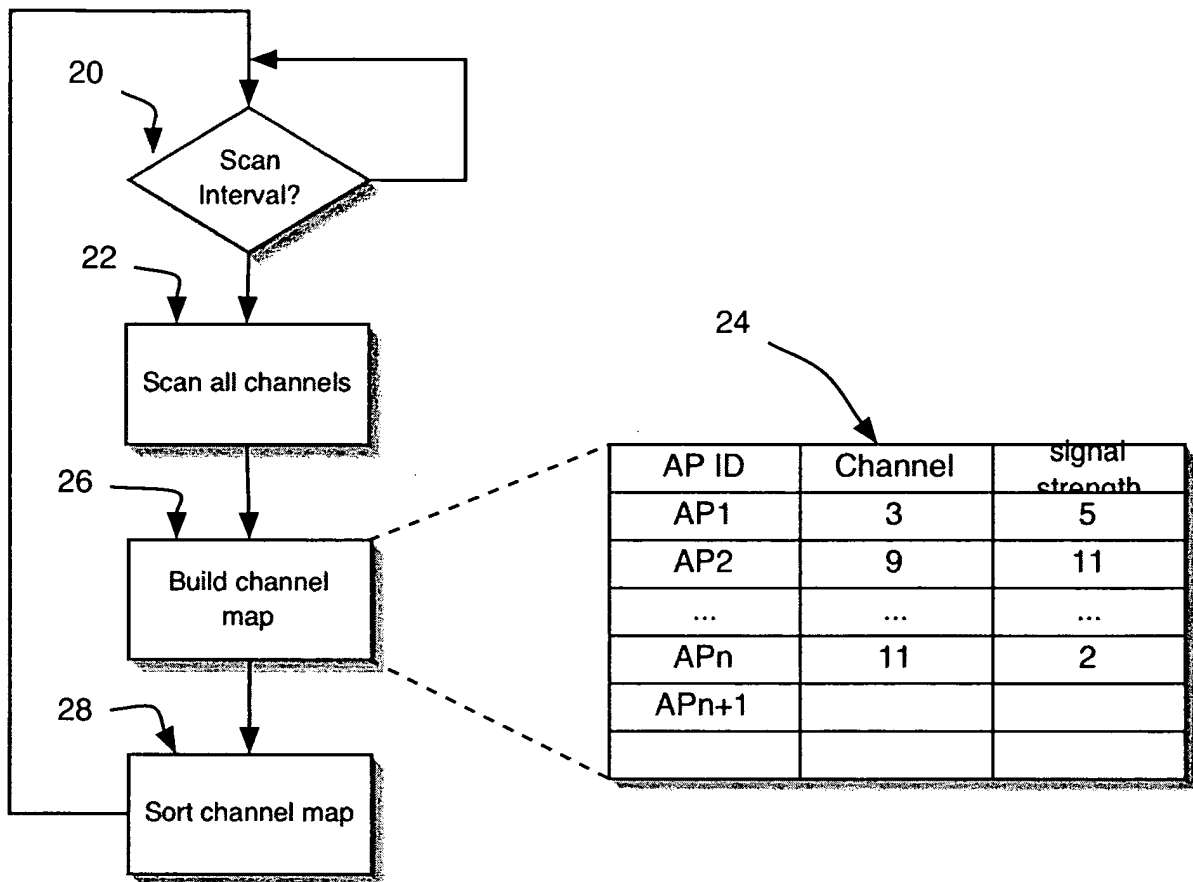 20
Scan
Interval?
22
Scan all channels
26
Build channel
map
28
Sort channel map
24
AP ID Channel signal
strength
AP1 3 5
AP2 9 11
... ... ...
APn 11 2
APn+1